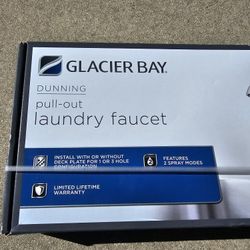 GLACIER BAY.
DUNNING
pull-out
laundry faucet
INSTALL WITH OR WITHOUT
DECK PLATE FOR 1 OR 3 HOLE
CONFIGURATION
FEATURES
2 SPRAY MODES
LIMITED LIFETIME
WARRANTY